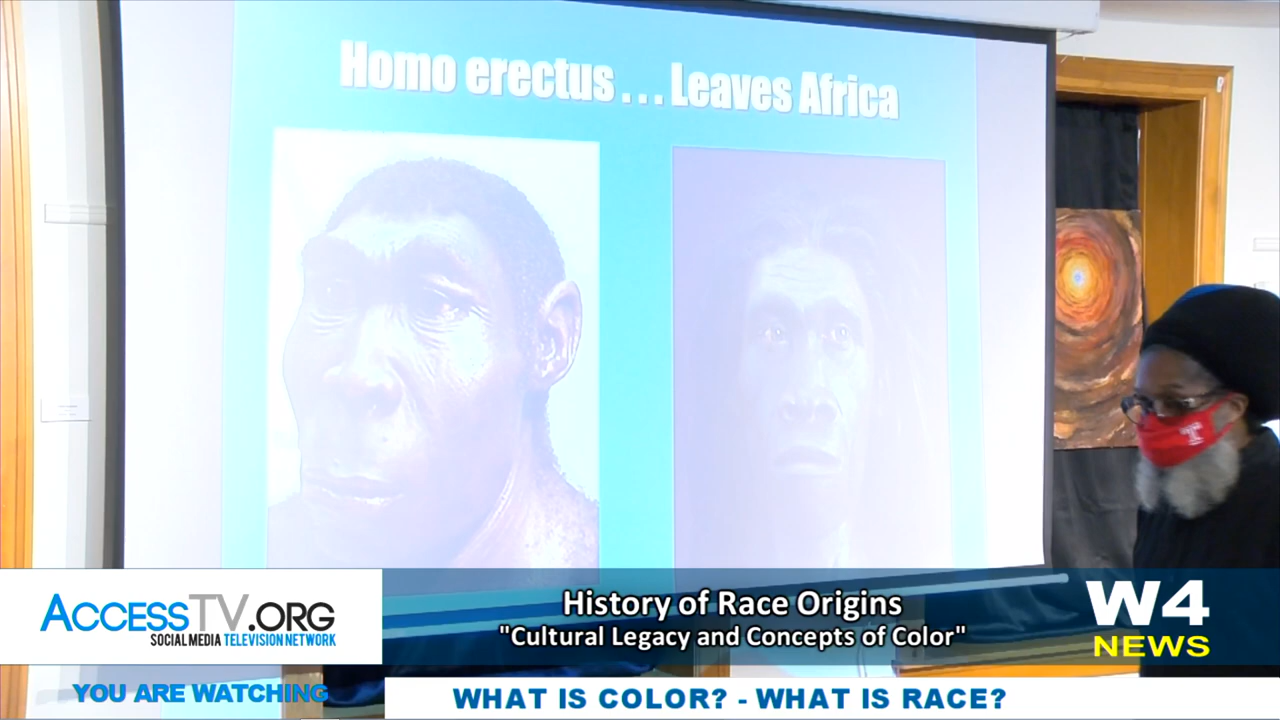 Homo erectus . . . Leaves Africa
T
ACCESSTV.ORG
SOCIAL MEDIA TELEVISION NETWORK
History of Race Origins
"Cultural Legacy and Concepts of Color"
W4
NEWS
YOU ARE WATCHING
WHAT IS COLOR? - WHAT IS RACE?